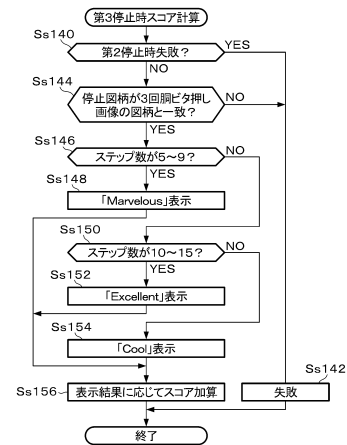 第3停止時スコア計算
Ss140
第2停止時失敗？
YES
NO
Ss144
停止図柄が3回胴ビタ押し
画像の図柄と一致？
NO
YES
Ss146
ステップ数が5～9？
NO
YES
Ss148
「Marvelous」表示
Ss150
ステップ数が10～15？
NO
YES
Ss152
「Excellent」表示
Ss154
「Cool」表示
Ss156
表示結果に応じてスコア加算
Ss142
失敗
終了